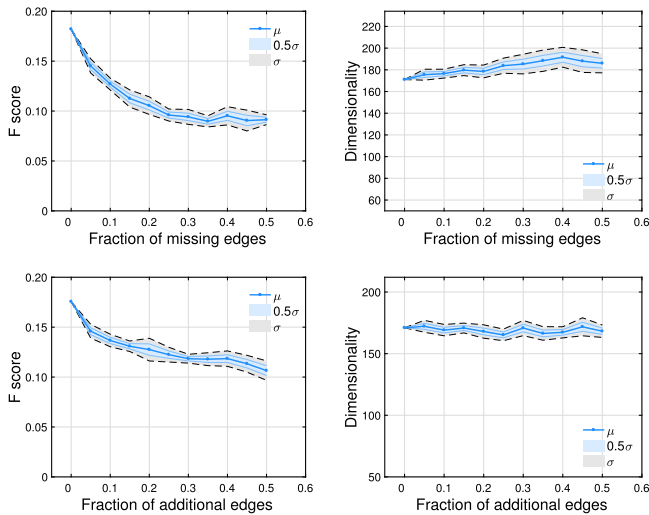 0.20
0.15
0.10
0.05
0
F score
0 0.1 0.2 0.3 0.4 0.5 0.6
Fraction of missing edges
μ
0.5σ
σ
220
200
180
160
140
120
100
80
60
Dimensionality
0 0.1 0.2 0.3 0.4 0.5 0.6
Fraction of missing edges
μ
0.5σ
σ
0.20
0.15
0.10
0.05
0
F score
0 0.1 0.2 0.3 0.4 0.5 0.6
Fraction of additional edges
μ
0.5σ
σ
200
150
100
50
Dimensionality
0 0.1 0.2 0.3 0.4 0.5 0.6
Fraction of additional edges
μ
0.5σ
σ